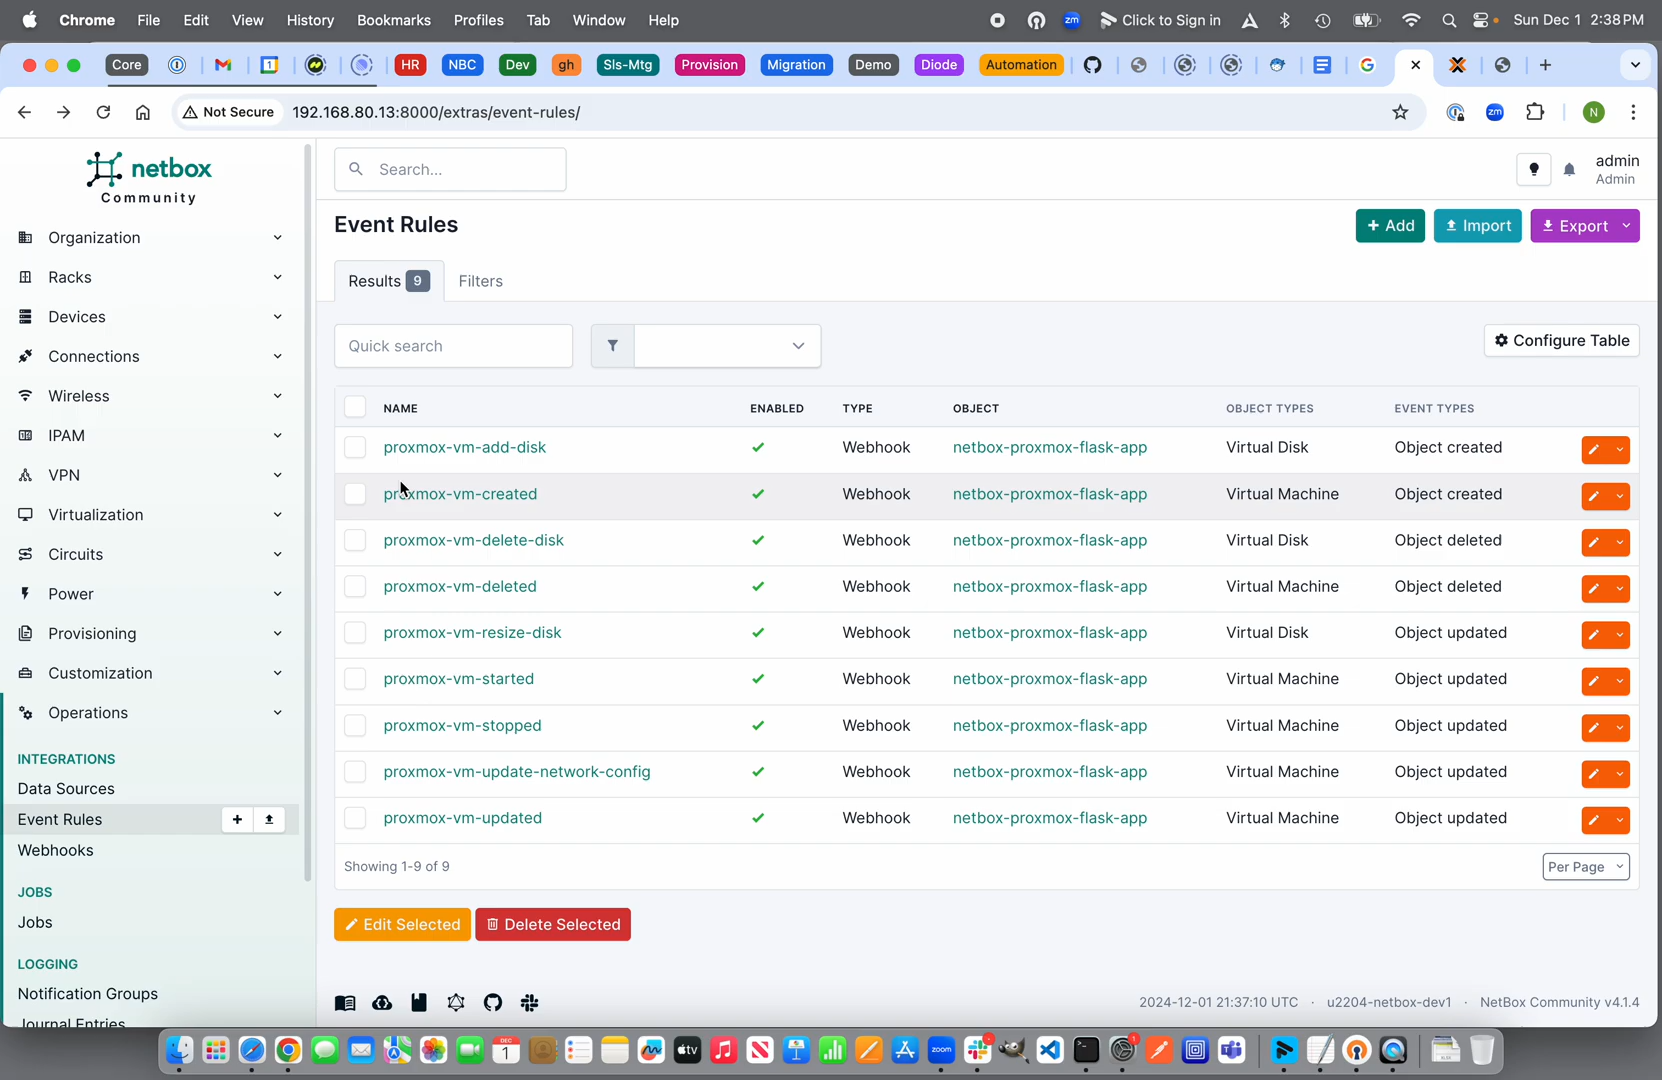 Chrome File Edit View History Bookmarks Profiles Tab Window Help
zm Click to Sign in Sun Dec 1 2:38 PM
Core 1 HR NBC Dev gh Sls-Mtg Provision Migration Demo Diode Automation
Not Secure 192.168.80.13:8000/extras/event-rules/
zm N
netbox
Community
Search...
admin
Admin
Organization
Racks
Devices
Connections
Wireless
IPAM
VPN
Virtualization
Circuits
Power
Provisioning
Customization
Operations
INTEGRATIONS
Data Sources
Event Rules
Webhooks
JOBS
Jobs
LOGGING
Notification Groups
Journal Entries
Event Rules
+ Add Import Export
Results 9 Filters
Quick search
Configure Table
NAME ENABLED TYPE OBJECT OBJECT TYPES EVENT TYPES
proxmox-vm-add-disk Webhook netbox-proxmox-flask-app Virtual Disk Object created
proxmox-vm-created Webhook netbox-proxmox-flask-app Virtual Machine Object created
proxmox-vm-delete-disk Webhook netbox-proxmox-flask-app Virtual Disk Object deleted
proxmox-vm-deleted Webhook netbox-proxmox-flask-app Virtual Machine Object deleted
proxmox-vm-resize-disk Webhook netbox-proxmox-flask-app Virtual Disk Object updated
proxmox-vm-started Webhook netbox-proxmox-flask-app Virtual Machine Object updated
proxmox-vm-stopped Webhook netbox-proxmox-flask-app Virtual Machine Object updated
proxmox-vm-update-network-config Webhook netbox-proxmox-flask-app Virtual Machine Object updated
proxmox-vm-updated Webhook netbox-proxmox-flask-app Virtual Machine Object updated
Showing 1-9 of 9
Per Page
Edit Selected Delete Selected
2024-12-01 21:37:10 UTC · u2204-netbox-dev1 · NetBox Community v4.1.4
DEC
1
tv
zoom